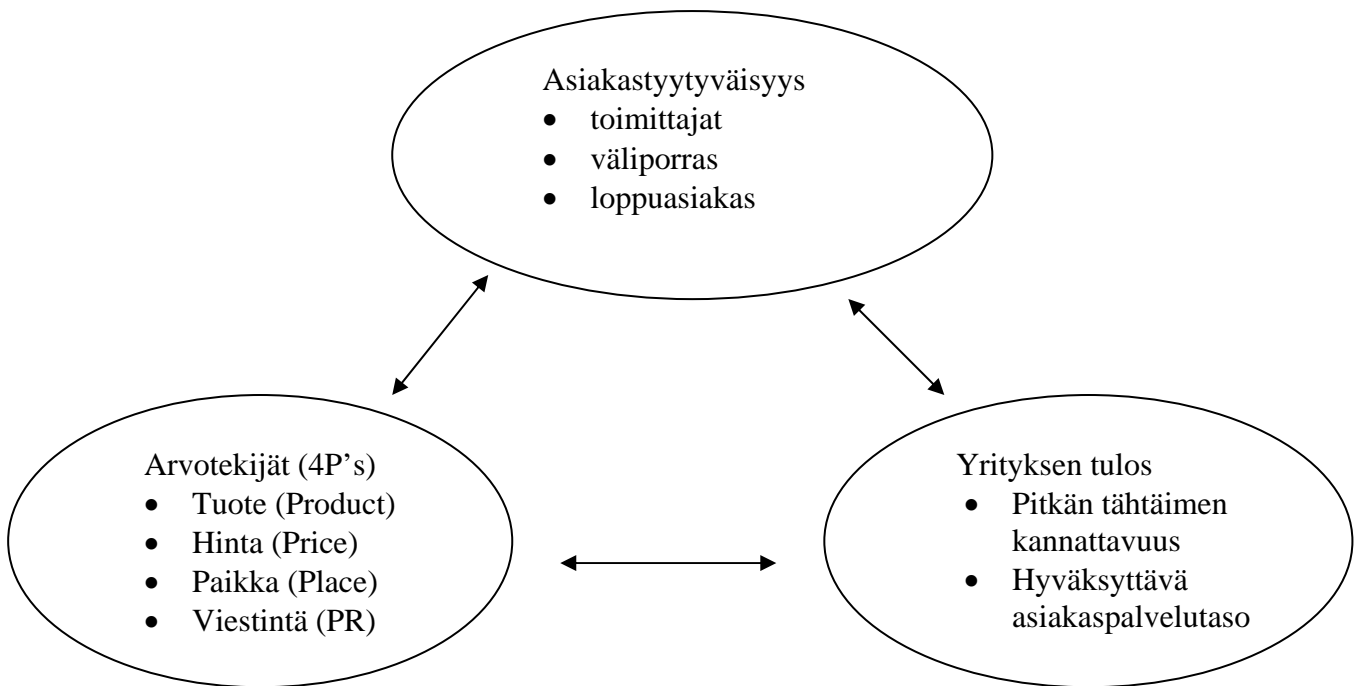 Asiakastyytyväisyys
• toimittajat
• väliporras
• loppuasiakas
Arvotekijät (4P’s)
• Tuote (Product)
• Hinta (Price)
• Paikka (Place)
• Viestintä (PR)
Yrityksen tulos
• Pitkän tähtäimen
kannattavuus
• Hyväksyttävä
asiakaspalvelutaso